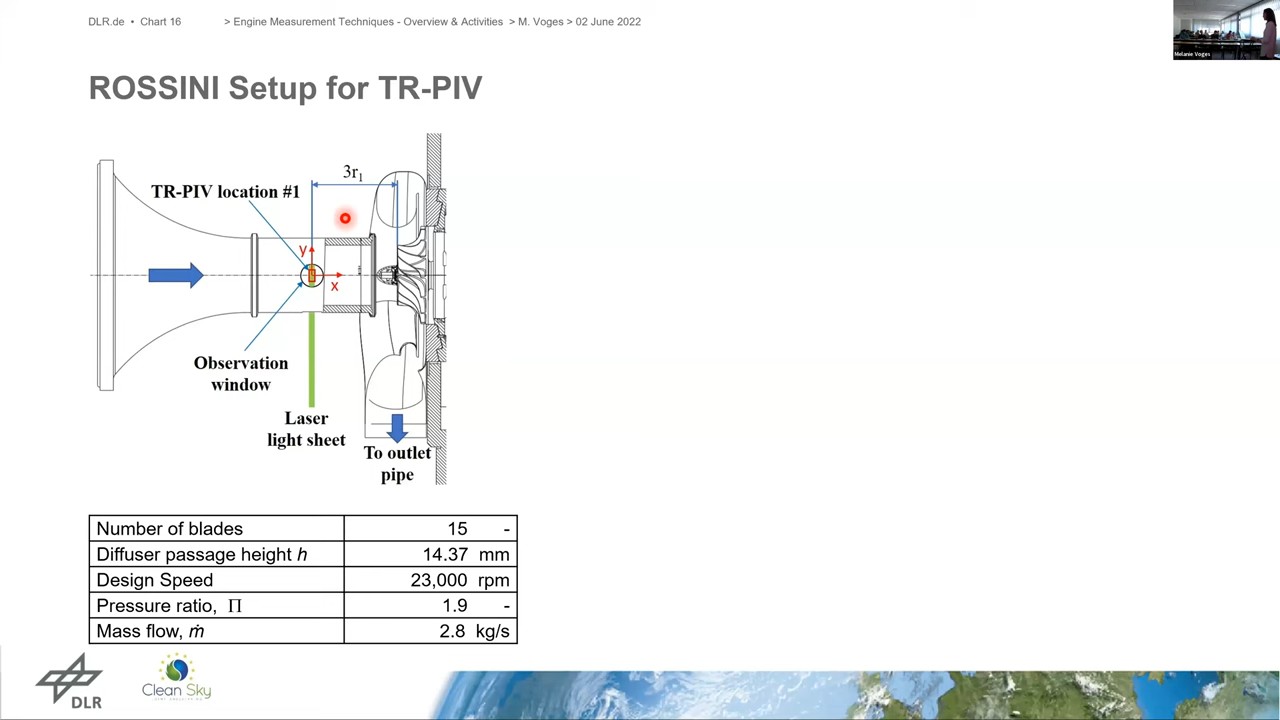 DLR.de • Chart 16 > Engine Measurement Techniques - Overview & Activities > M. Voges > 02 June 2022
Melanie Voges
ROSSINI Setup for TR-PIV
3r₁
TR-PIV location #1
y
x
Observation
window
Laser
light sheet
To outlet
pipe
Number of blades 15 -
Diffuser passage height h 14.37 mm
Design Speed 23,000 rpm
Pressure ratio, Π 1.9 -
Mass flow, ṁ 2.8 kg/s
DLR
Clean Sky